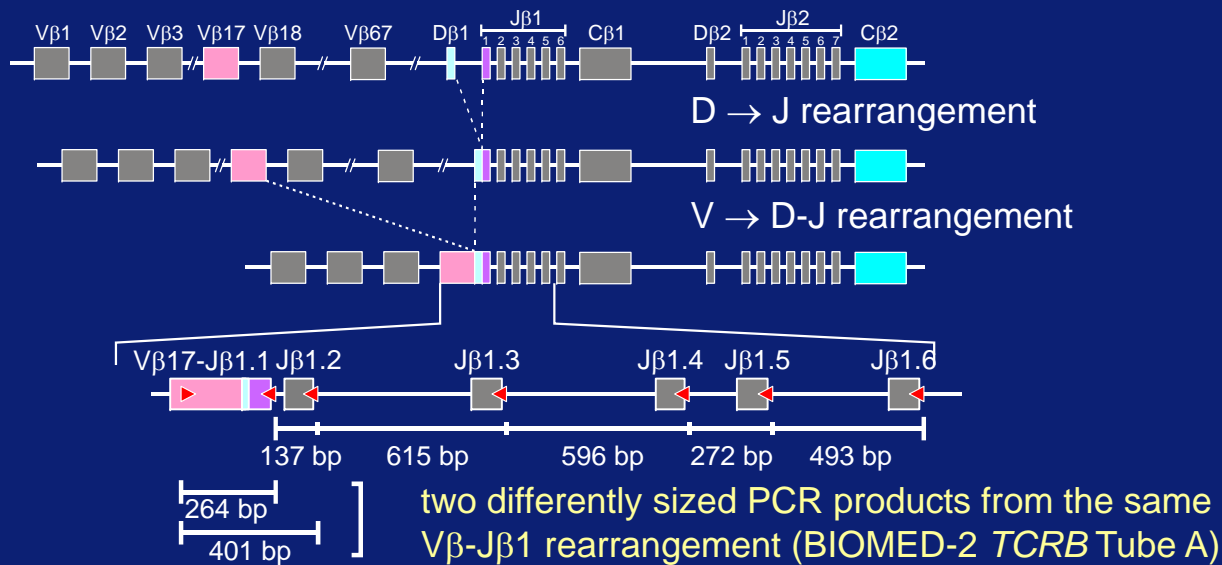 Jβ1 Jβ2
Vβ1 Vβ2 Vβ3 Vβ17 Vβ18 Vβ67 Dβ1 1 2 3 4 5 6 Cβ1 Dβ2 1 2 3 4 5 6 7 Cβ2
// // //
D → J rearrangement
// // //
V → D-J rearrangement
Vβ17-Jβ1.1 Jβ1.2 Jβ1.3 Jβ1.4 Jβ1.5 Jβ1.6
137 bp 615 bp 596 bp 272 bp 493 bp
264 bp
401 bp
two differently sized PCR products from the same
Vβ-Jβ1 rearrangement (BIOMED-2 TCRB Tube A)